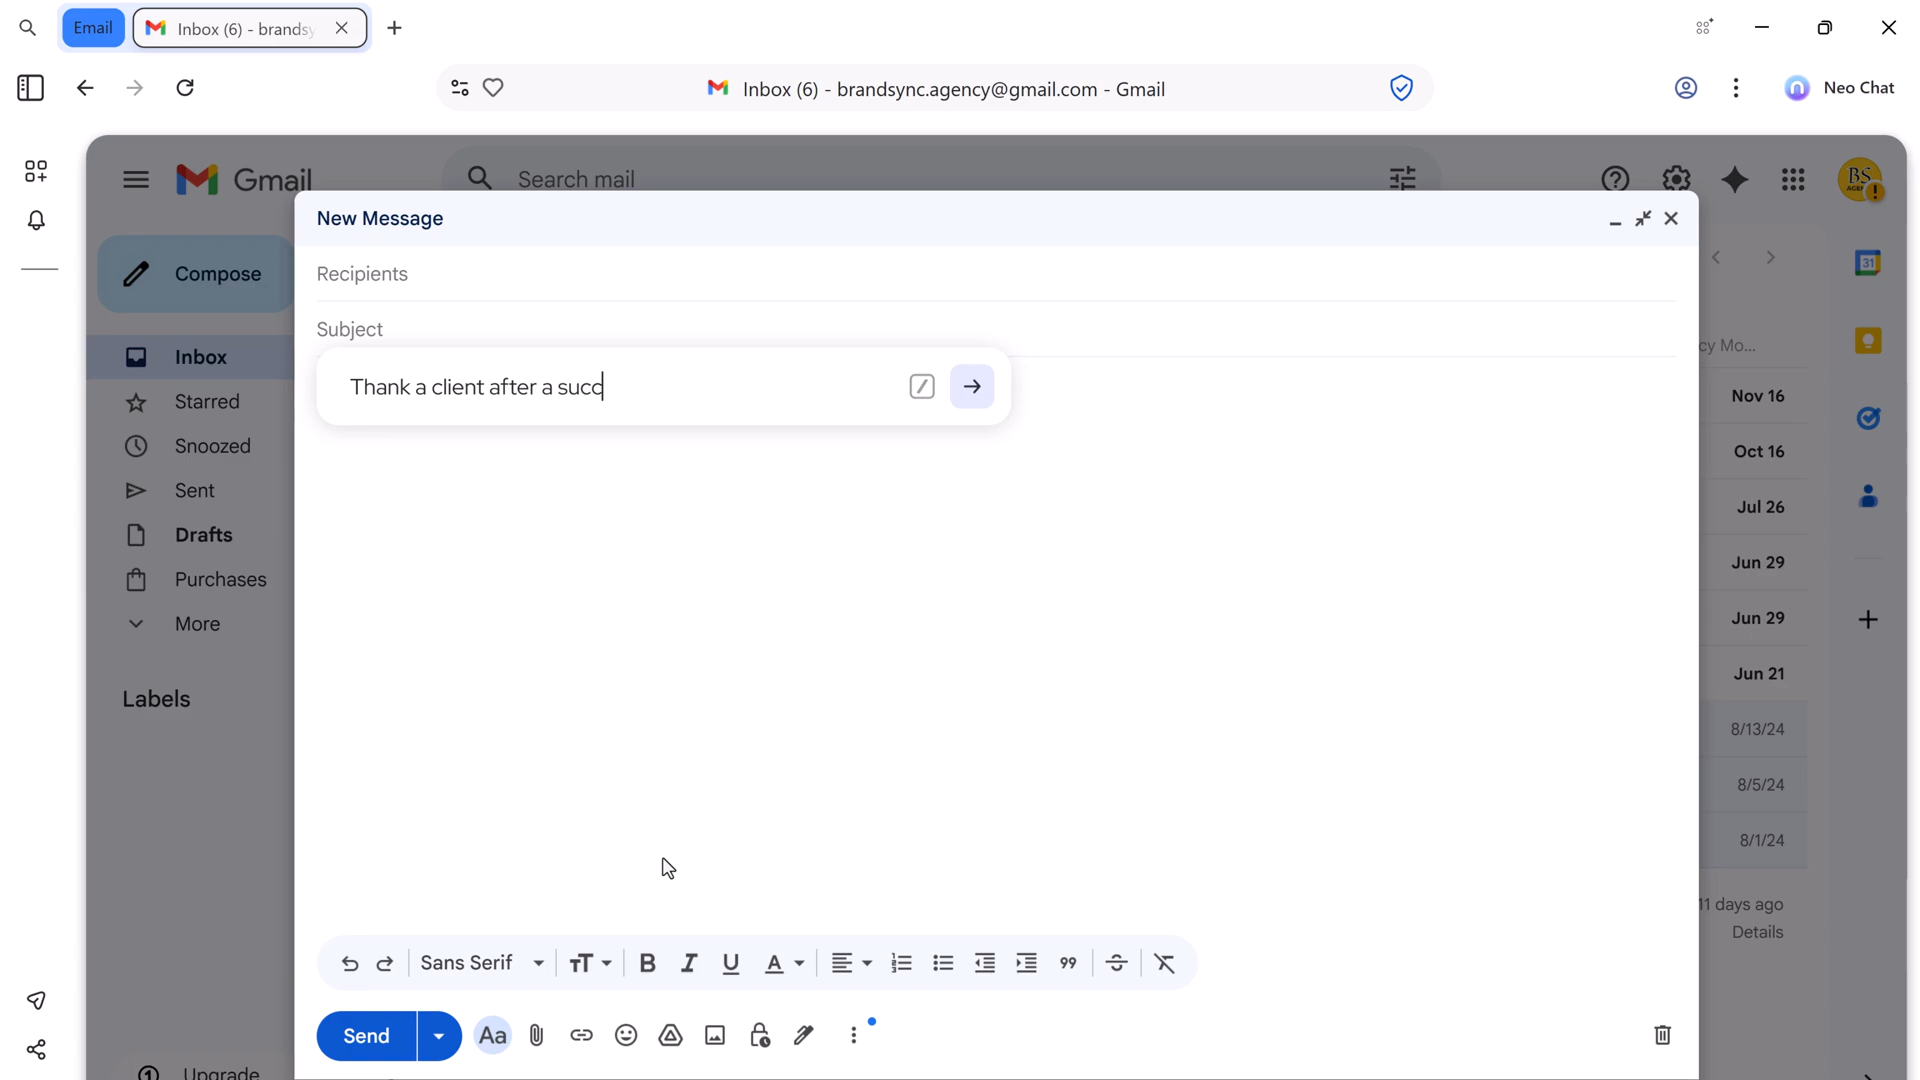 Email
Inbox (6) - brandsy
Inbox (6) - brandsync.agency@gmail.com - Gmail
Neo Chat
Gmail
Search mail
BS
New Message
Compose
Recipients
31
Subject
cy Mo...
Inbox
Thank a client after a succ
Nov 16
Starred
Snoozed
Oct 16
Sent
Jul 26
Drafts
Jun 29
Purchases
Jun 29
More
Jun 21
Labels
8/13/24
8/5/24
8/1/24
11 days ago
Details
Sans Serif
Send
Aa
Upgrade